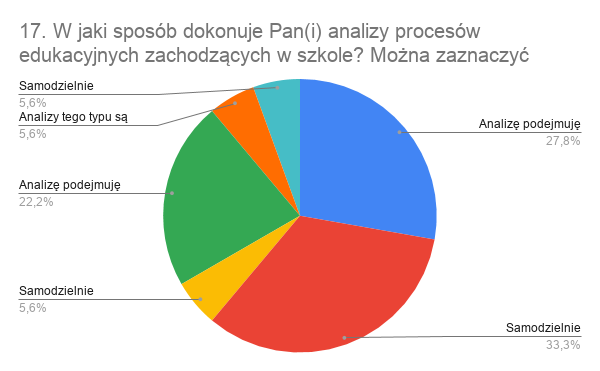 17. W jaki sposób dokonuje Pan(i) analizy procesów
edukacyjnych zachodzących w szkole? Można zaznaczyć
Samodzielnie
5,6%
Analizy tego typu są
5,6%
Analizę podejmuję
22,2%
Samodzielnie
5,6%
Analizę podejmuję
27,8%
Samodzielnie
33,3%